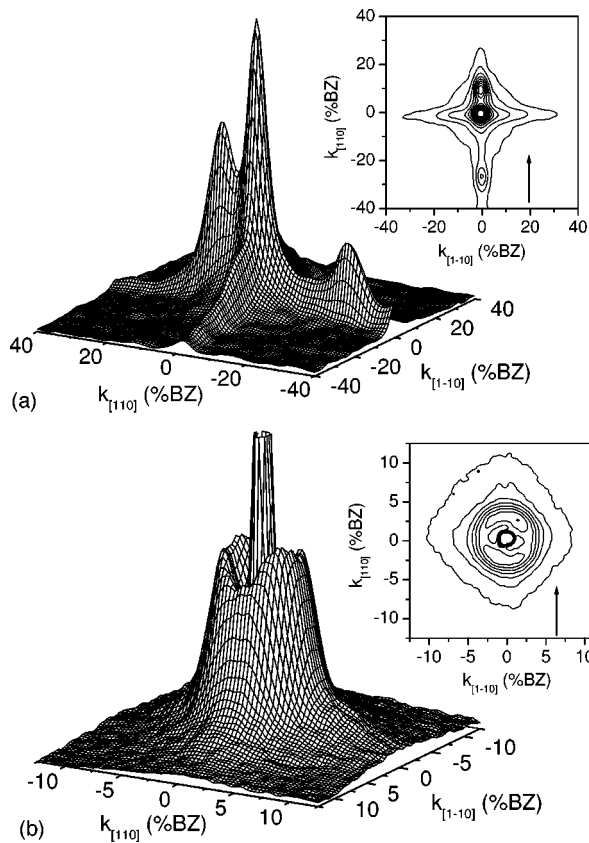 40
20
0
-20
-40
k[110] (%BZ)
-40 -20 0 20 40
k[1-10] (%BZ)
40 20 0 -20 -40
k[110] (%BZ)
-40 -20 0 20 40
k[1-10] (%BZ)
(a)
10
5
0
-5
-10
k[110] (%BZ)
-10 -5 0 5 10
k[1-10] (%BZ)
-10 -5 0 5 10
k[110] (%BZ)
10 5 0 -5 -10
k[1-10] (%BZ)
(b)